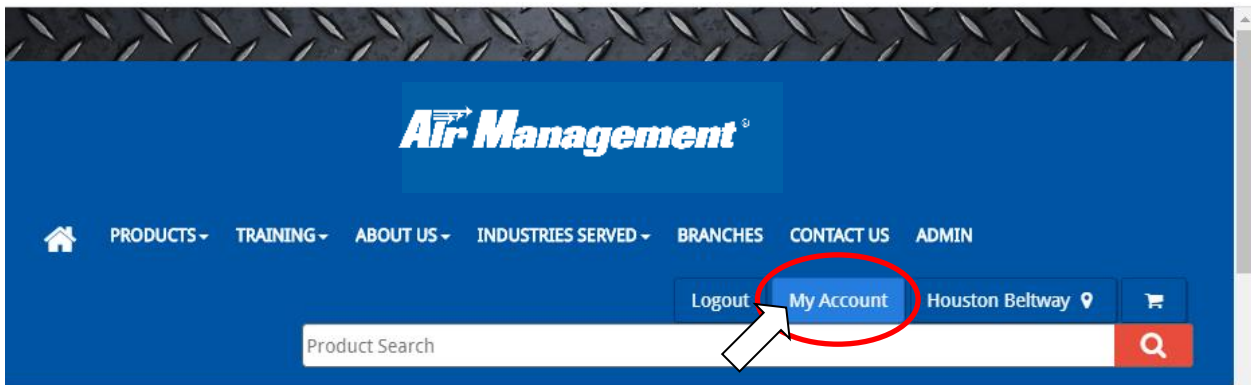 Air Management®
PRODUCTS TRAINING ABOUT US INDUSTRIES SERVED BRANCHES CONTACT US ADMIN
Logout My Account Houston Beltway
Product Search